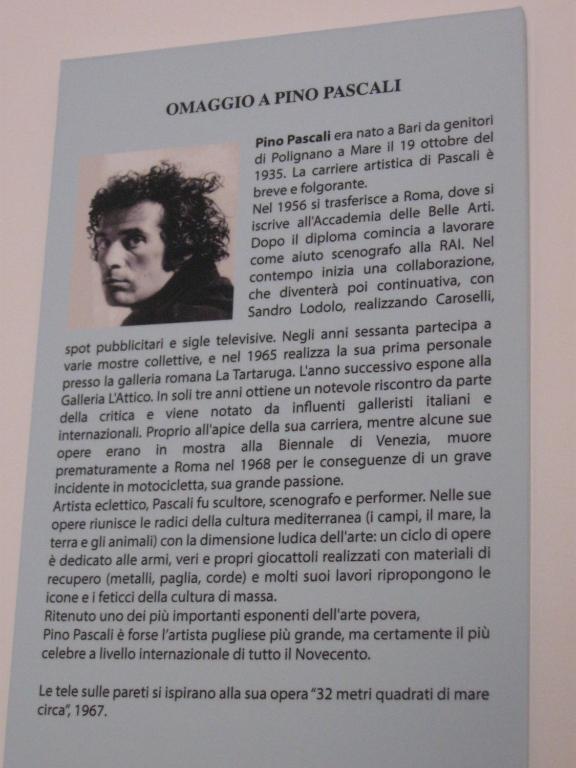 OMAGGIO A PINO PASCALI
Pino Pascali era nato a Bari da genitori
di Polignano a Mare il 19 ottobre del
1935. La carriere artistica di Pascali è
breve e folgorante.
Nel 1956 si trasferisce a Roma, dove si
iscrive all'Accademia delle Belle Arti.
Dopo il diploma comincia a lavorare
come aiuto scenografo alla RAI. Nel
contempo inizia una collaborazione,
che diventerà poi continuativa, con
Sandro Lodolo, realizzando Caroselli,
spot pubblicitari e sigle televisive. Negli anni sessanta partecipa a
varie mostre collettive, e nel 1965 realizza la sua prima personale
presso la galleria romana La Tartaruga. L'anno successivo espone alla
Galleria L'Attico. In soli tre anni ottiene un notevole riscontro da parte
della critica e viene notato da influenti galleristi italiani e
internazionali. Proprio all'apice della sua carriera, mentre alcune sue
opere erano in mostra alla Biennale di Venezia, muore
prematuramente a Roma nel 1968 per le conseguenze di un grave
incidente in motocicletta, sua grande passione.
Artista eclettico, Pascali fu scultore, scenografo e performer. Nelle sue
opere riunisce le radici della cultura mediterranea (i campi, il mare, la
terra e gli animali) con la dimensione ludica dell'arte: un ciclo di opere
è dedicato alle armi, veri e propri giocattoli realizzati con materiali di
recupero (metalli, paglia, corde) e molti suoi lavori ripropongono le
icone e i feticci della cultura di massa.
Ritenuto uno dei più importanti esponenti dell'arte povera,
Pino Pascali è forse l'artista pugliese più grande, ma certamente il più
celebre a livello internazionale di tutto il Novecento.
Le tele sulle pareti si ispirano alla sua opera “32 metri quadrati di mare
circa”, 1967.